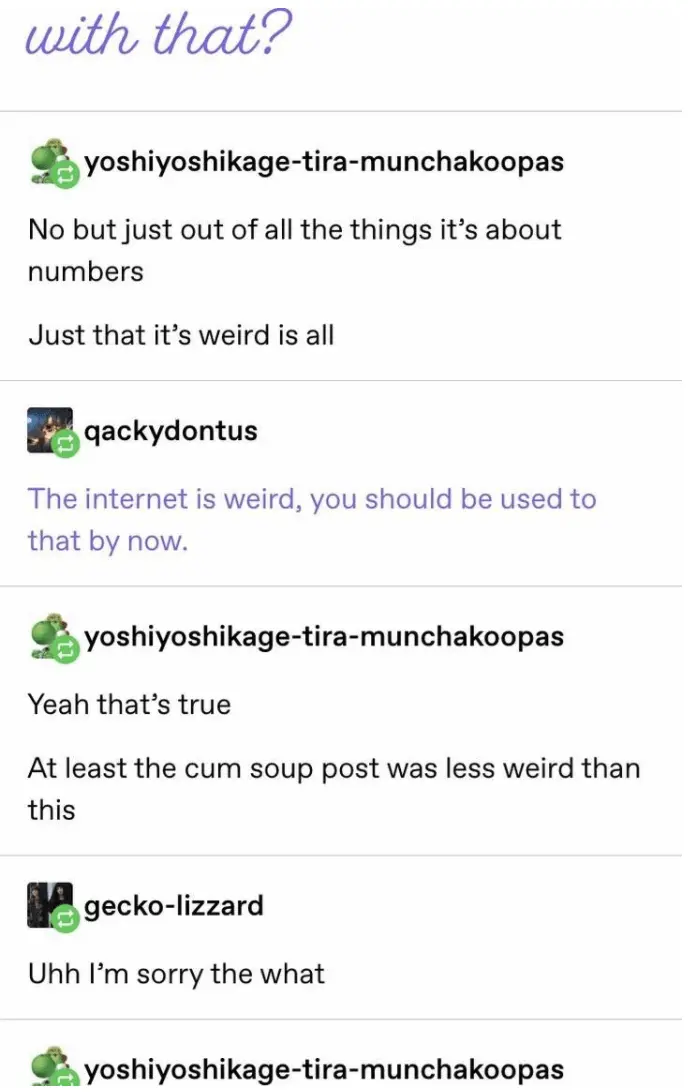 with that?
yoshiyoshikage-tira-munchakoopas
No but just out of all the things it's about
numbers
Just that it's weird is all
qackydontus
The internet is weird, you should be used to
that by now.
yoshiyoshikage-tira-munchakoopas
Yeah that's true
At least the cum soup post was less weird than
this
gecko-lizzard
Uhh I'm sorry the what
yoshiyoshikage-tira-munchakoopas